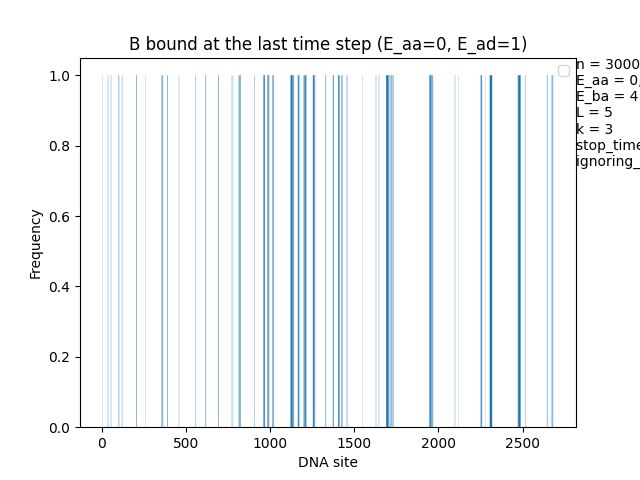 B bound at the last time step (E_aa=0, E_ad=1)
n = 3000
E_aa = 0,
E_ba = 4
L = 5
k = 3
stop_time
ignoring_
Frequency
1.0
0.8
0.6
0.4
0.2
0.0
0
500
1000
1500
2000
2500
DNA site